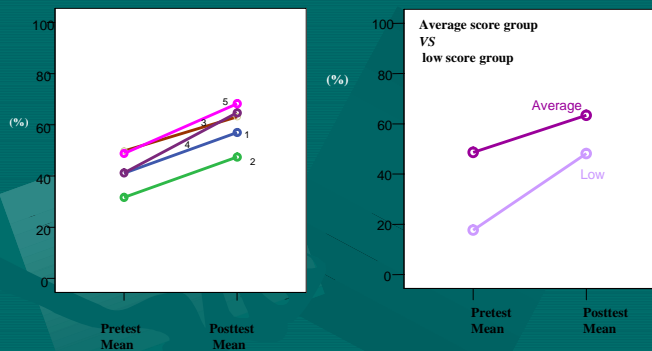 100
80
(%)
60
40
20
0
5
3
4
1
2
Pretest
Mean
Posttest
Mean
100
80
(%)
60
40
20
0
Average score group
VS
low score group
Average
Low
Pretest
Mean
Posttest
Mean